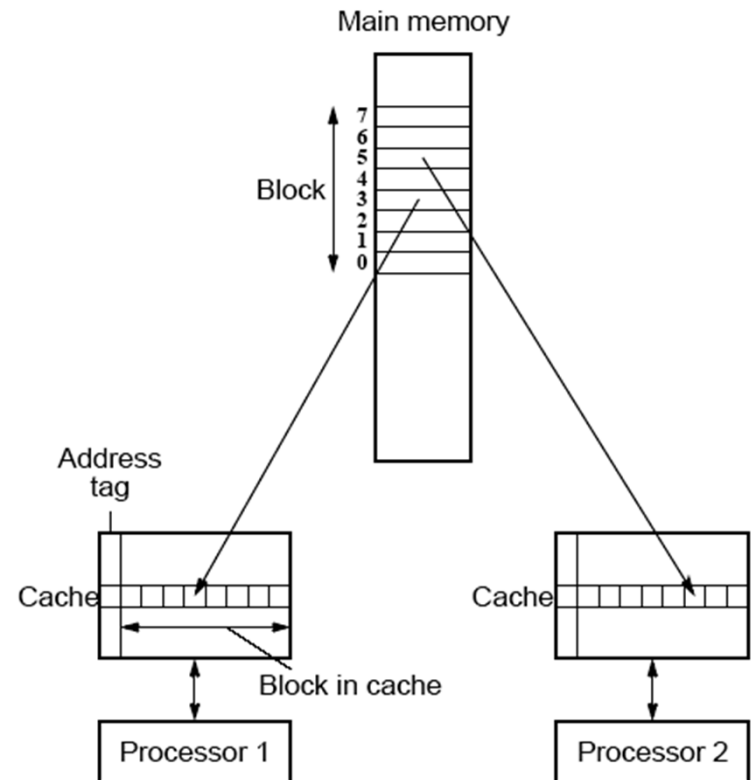 Main memory
7
6
5
Block
4
3
2
1
0
Address
tag
Cache
Cache
Block in cache
Processor 1
Processor 2